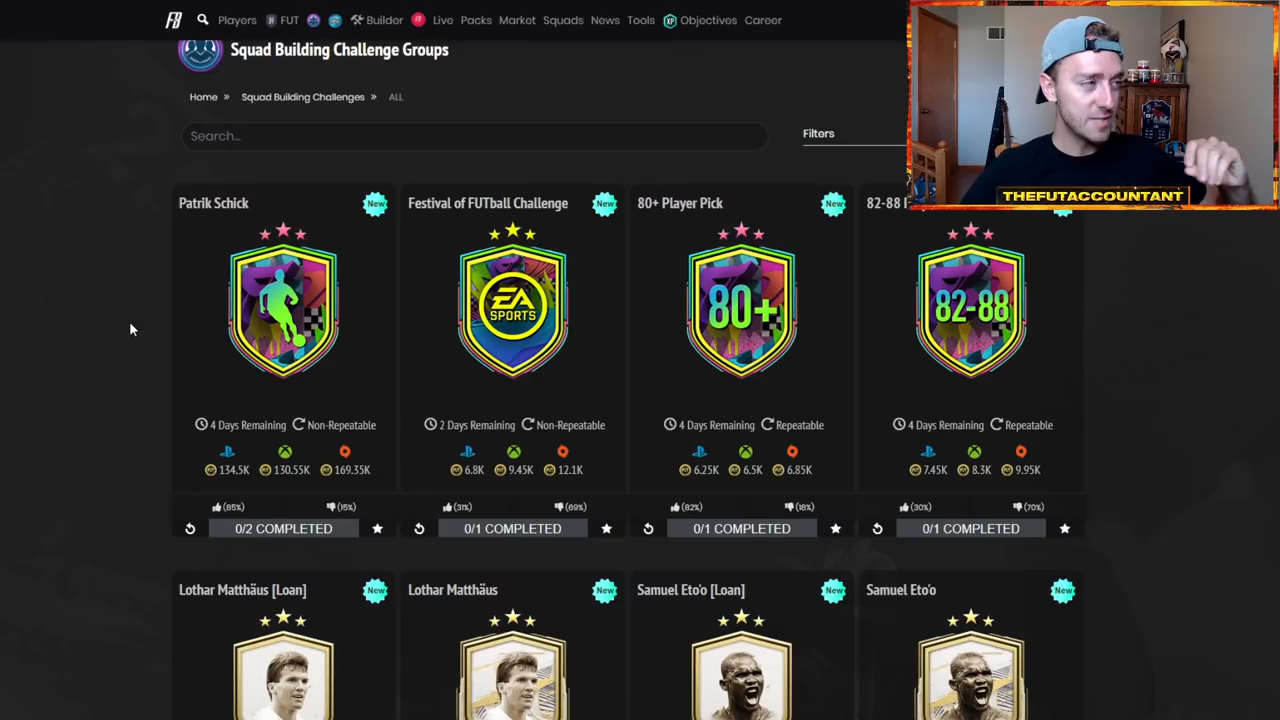 FB Players FUT Builder Live Packs Market Squads News Tools XP Objectives Career
Squad Building Challenge Groups
Home » Squad Building Challenges » ALL
Search...
Filters
THEFUTACCOUNTANT
Patrik Schick New
Festival of FUTball Challenge New
80+ Player Pick New
82-88
EA SPORTS
80+
82-88
4 Days Remaining Non-Repeatable
2 Days Remaining Non-Repeatable
4 Days Remaining Repeatable
4 Days Remaining Repeatable
134.5K 130.55K 169.35K
6.8K 9.45K 12.1K
6.25K 6.5K 6.85K
7.45K 8.3K 9.95K
(85%) (15%)
(31%) (69%)
(82%) (18%)
(30%) (70%)
0/2 COMPLETED
0/1 COMPLETED
0/1 COMPLETED
0/1 COMPLETED
Lothar Matthäus [Loan] New
Lothar Matthäus New
Samuel Eto'o [Loan] New
Samuel Eto'o New